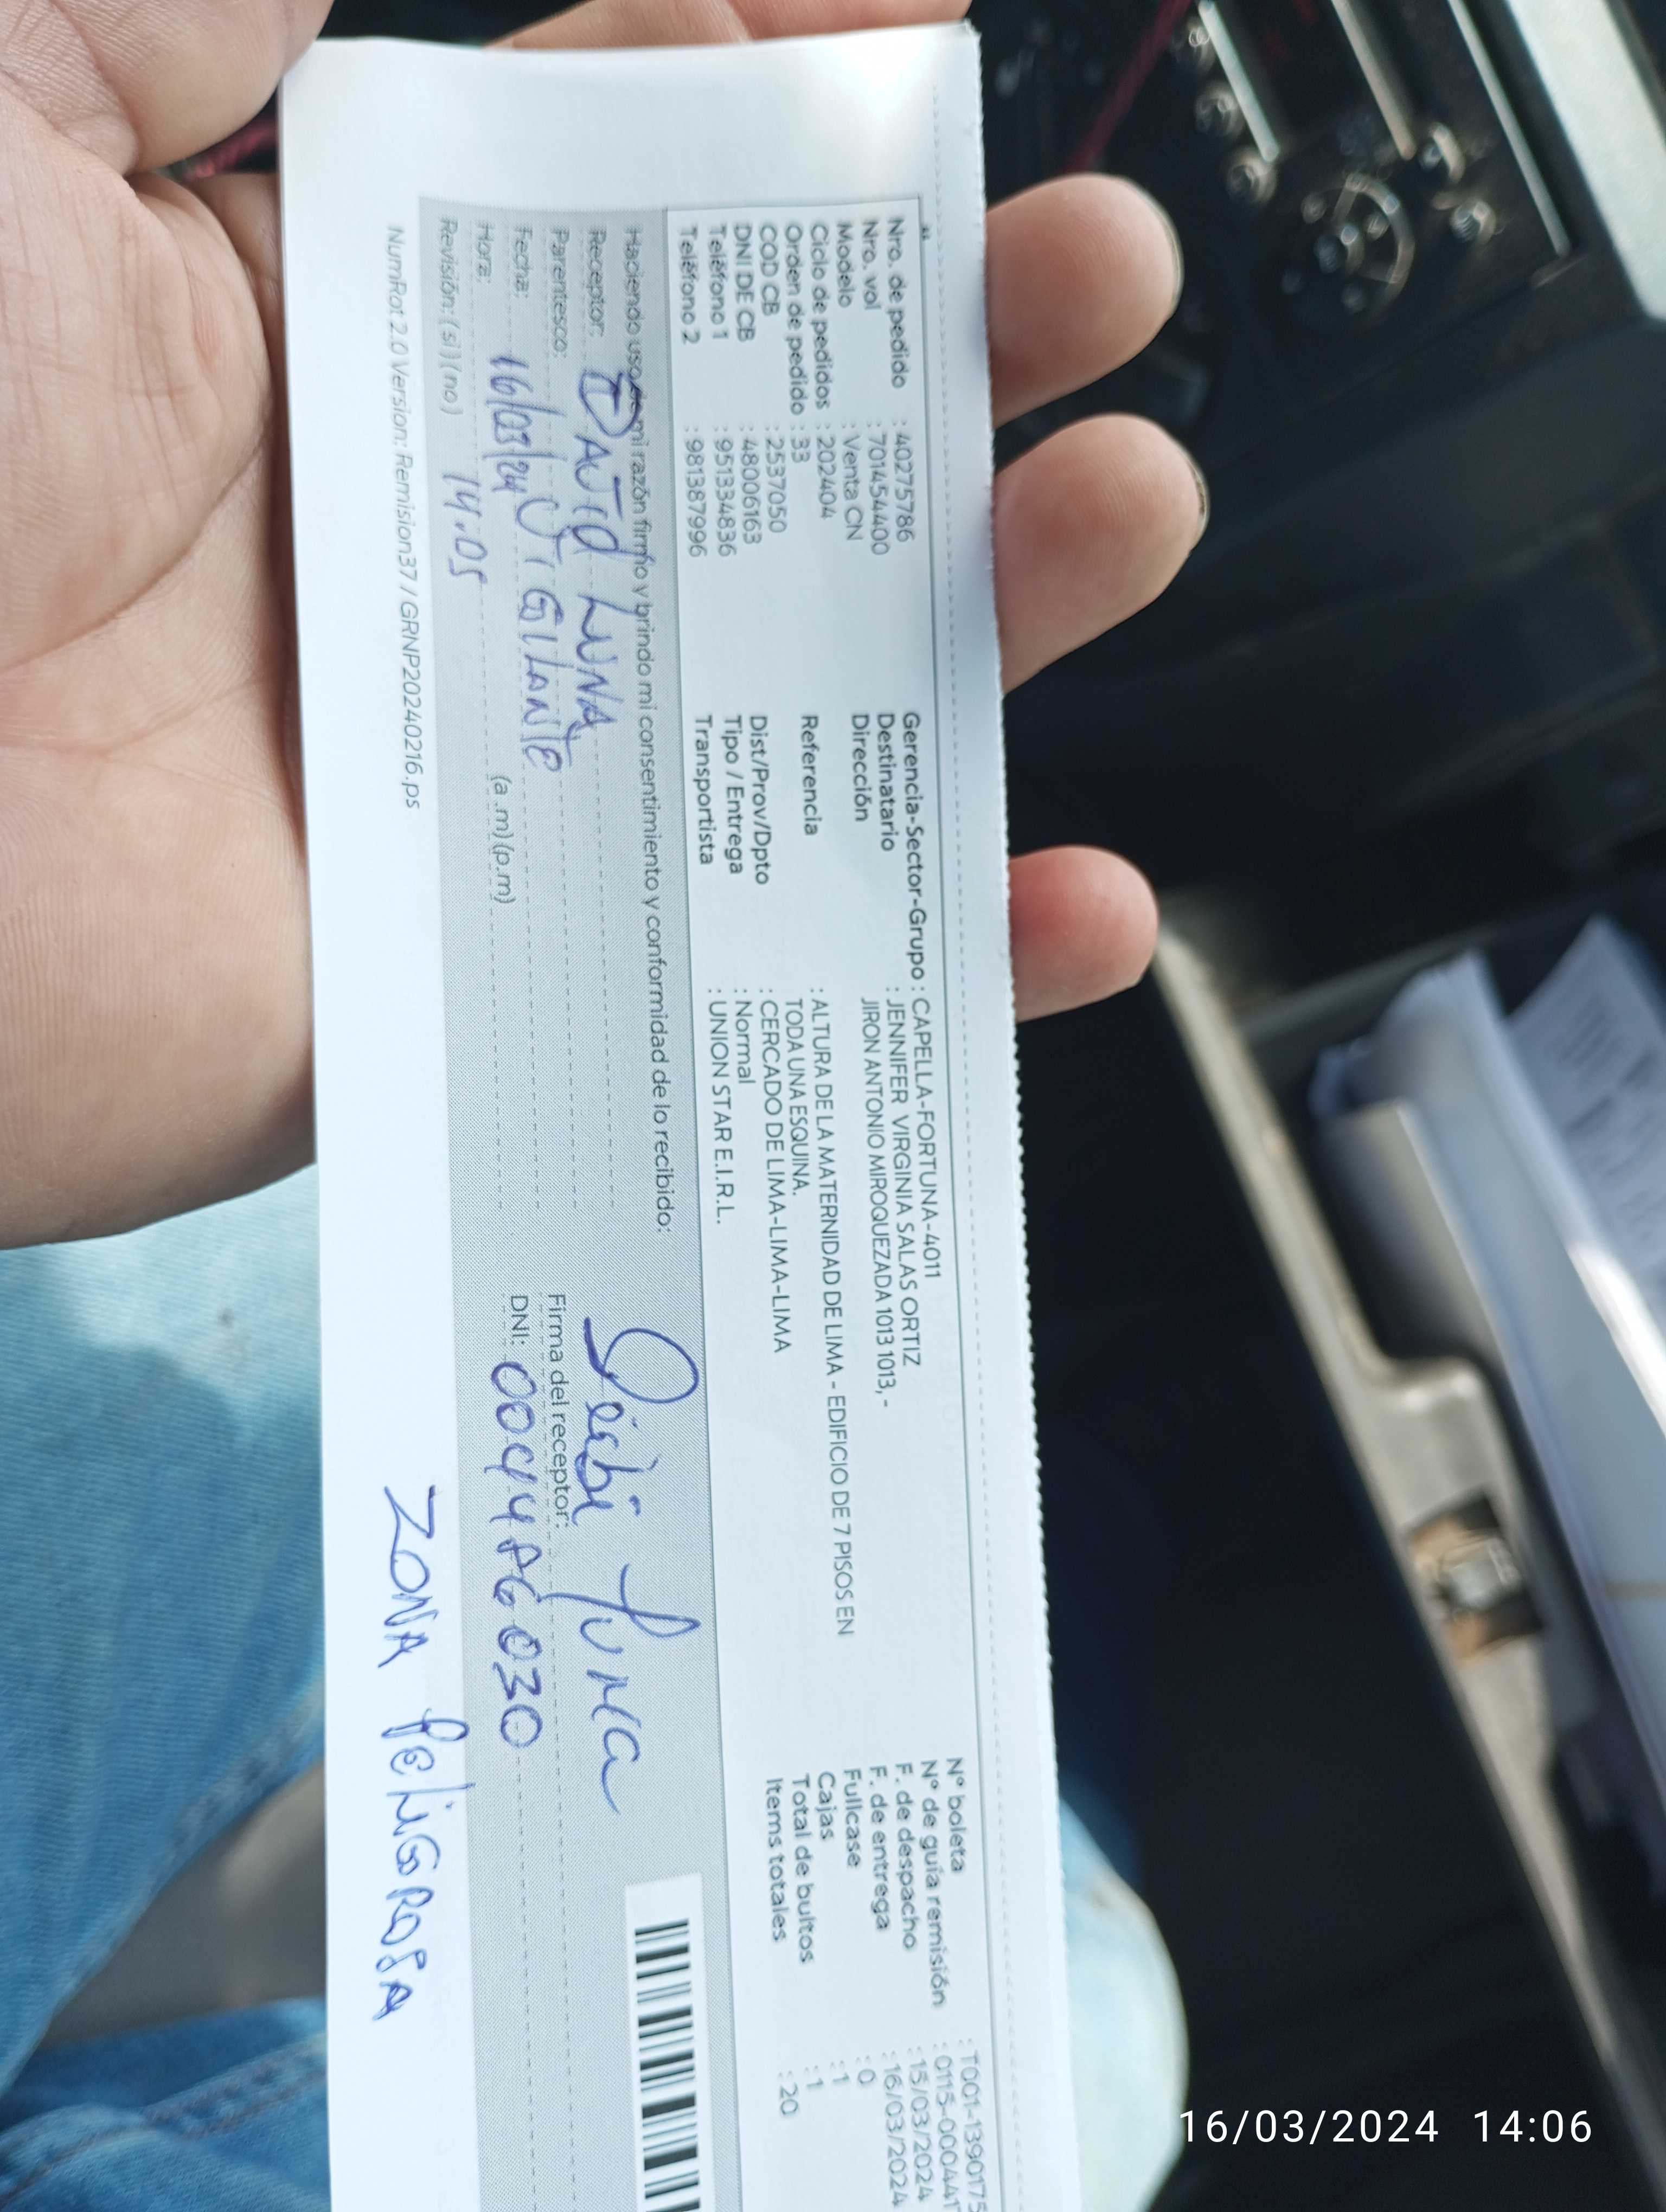 Nro. de pedido : 40275786
Nro. vol : 701454400
Modelo : Venta CN
Ciclo de pedidos : 202404
Orden de pedido : 33
COD CB : 2537050
DNI DE CB : 48006163
Teléfono 1 : 951334836
Teléfono 2 : 981387996
Gerencia-Sector-Grupo : CAPELLA-FORTUNA-4011
Destinatario : JENNIFER VIRGINIA SALAS ORTIZ
Dirección JIRON ANTONIO MIROQUEZADA 1013 1013, -
Referencia : ALTURA DE LA MATERNIDAD DE LIMA - EDIFICIO DE 7 PISOS EN
TODA UNA ESQUINA.
Dist/Prov/Dpto : CERCADO DE LIMA-LIMA-LIMA
Tipo / Entrega : Normal
Transportista : UNION STAR E.I.R.L.
N° boleta : T001-1390175
N° de guía remisión : 0115-000441
F. de despacho : 15/03/2024
F. de entrega : 16/03/2024
Fullcase : 0
Cajas : 1
Total de bultos : 1
Items totales : 20
Haciendo uso de mi razón firmo y brindo mi consentimiento y conformidad de lo recibido:
Receptor: DAVID LUNA
Parentesco: VIGILANTE
Fecha: 16/03/24
Hora: 14.05 (a.m)(p.m)
Revisión: (si) (no)
Firma del receptor: Luna
DNI:
NumRot 2.0 Version: Remision37 / GRNP20240216.ps
ZONA PELIGROSA
16/03/2024 14:06